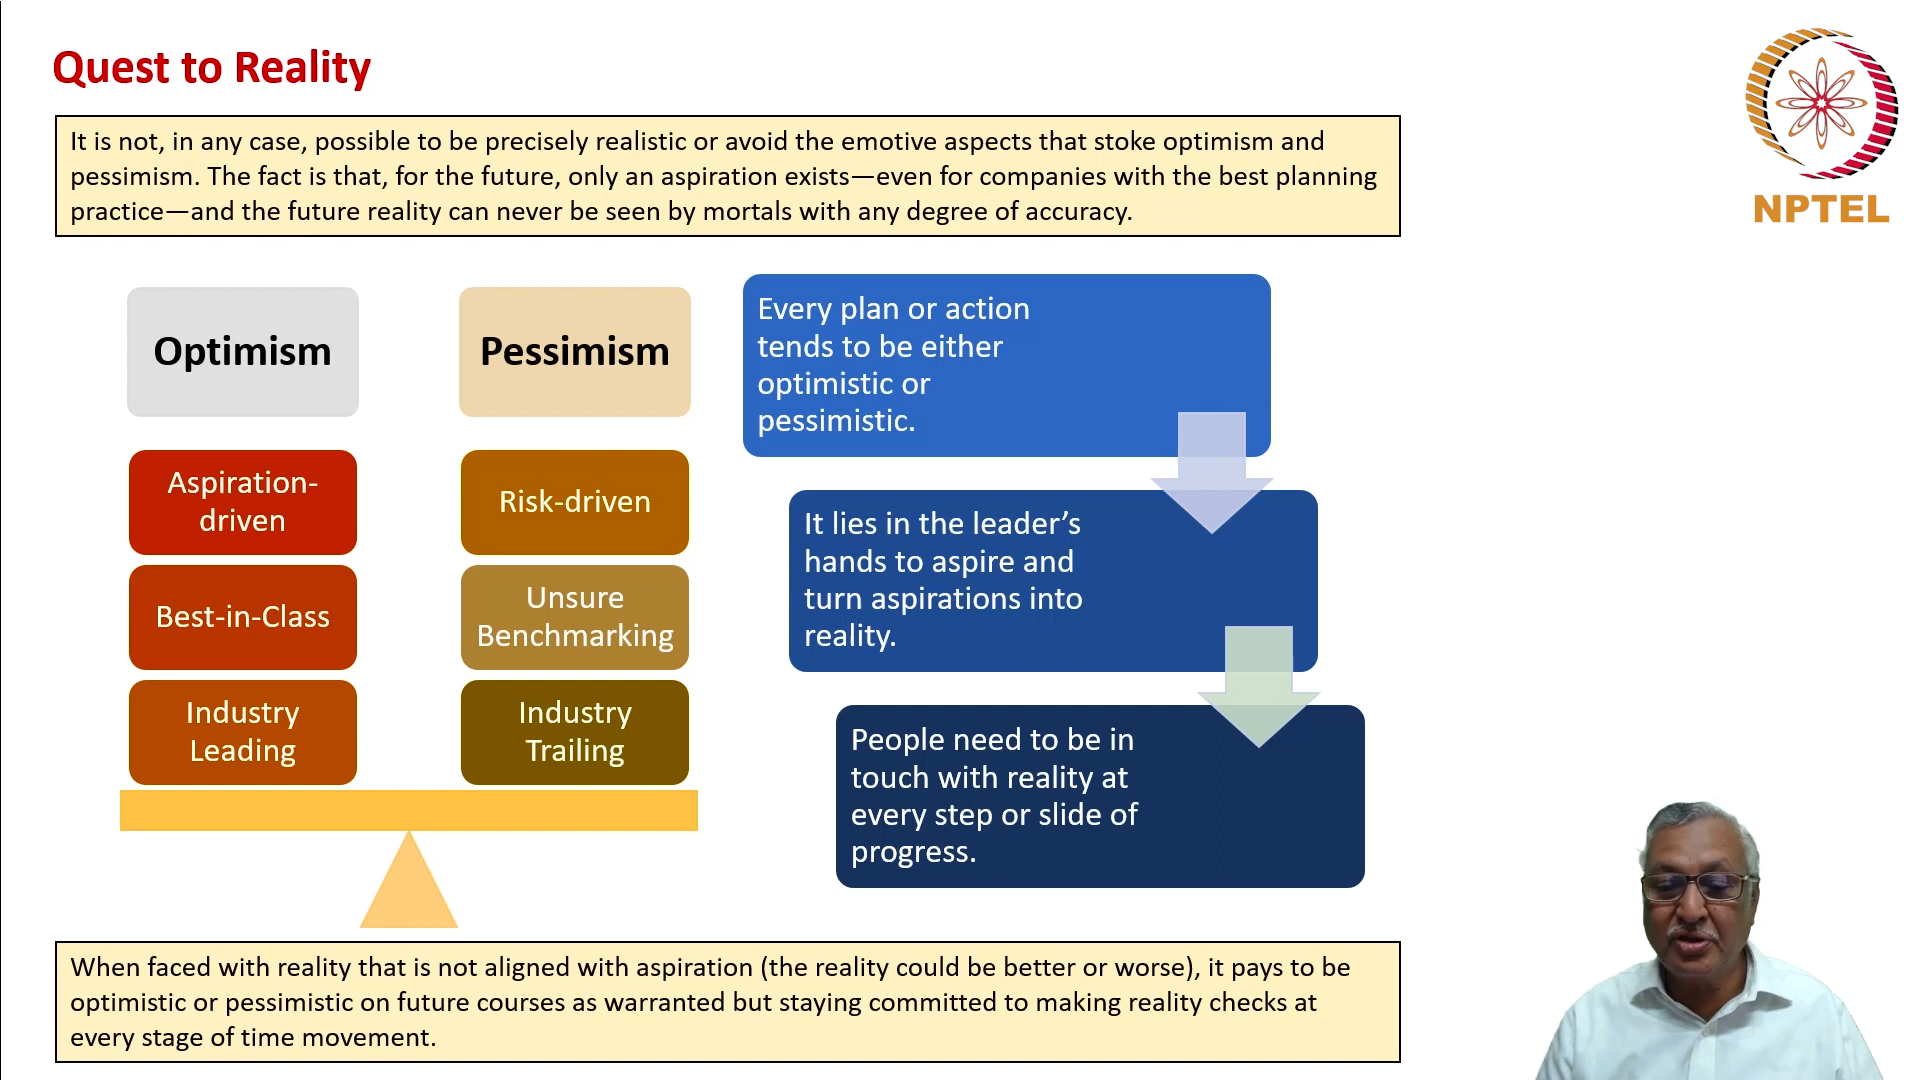 Quest to Reality
It is not, in any case, possible to be precisely realistic or avoid the emotive aspects that stoke optimism and
pessimism. The fact is that, for the future, only an aspiration exists—even for companies with the best planning
practice—and the future reality can never be seen by mortals with any degree of accuracy.
NPTEL
Optimism
Aspiration-
driven
Best-in-Class
Industry
Leading
Pessimism
Risk-driven
Unsure
Benchmarking
Industry
Trailing
Every plan or action
tends to be either
optimistic or
pessimistic.
It lies in the leader’s
hands to aspire and
turn aspirations into
reality.
People need to be in
touch with reality at
every step or slide of
progress.
When faced with reality that is not aligned with aspiration (the reality could be better or worse), it pays to be
optimistic or pessimistic on future courses as warranted but staying committed to making reality checks at
every stage of time movement.